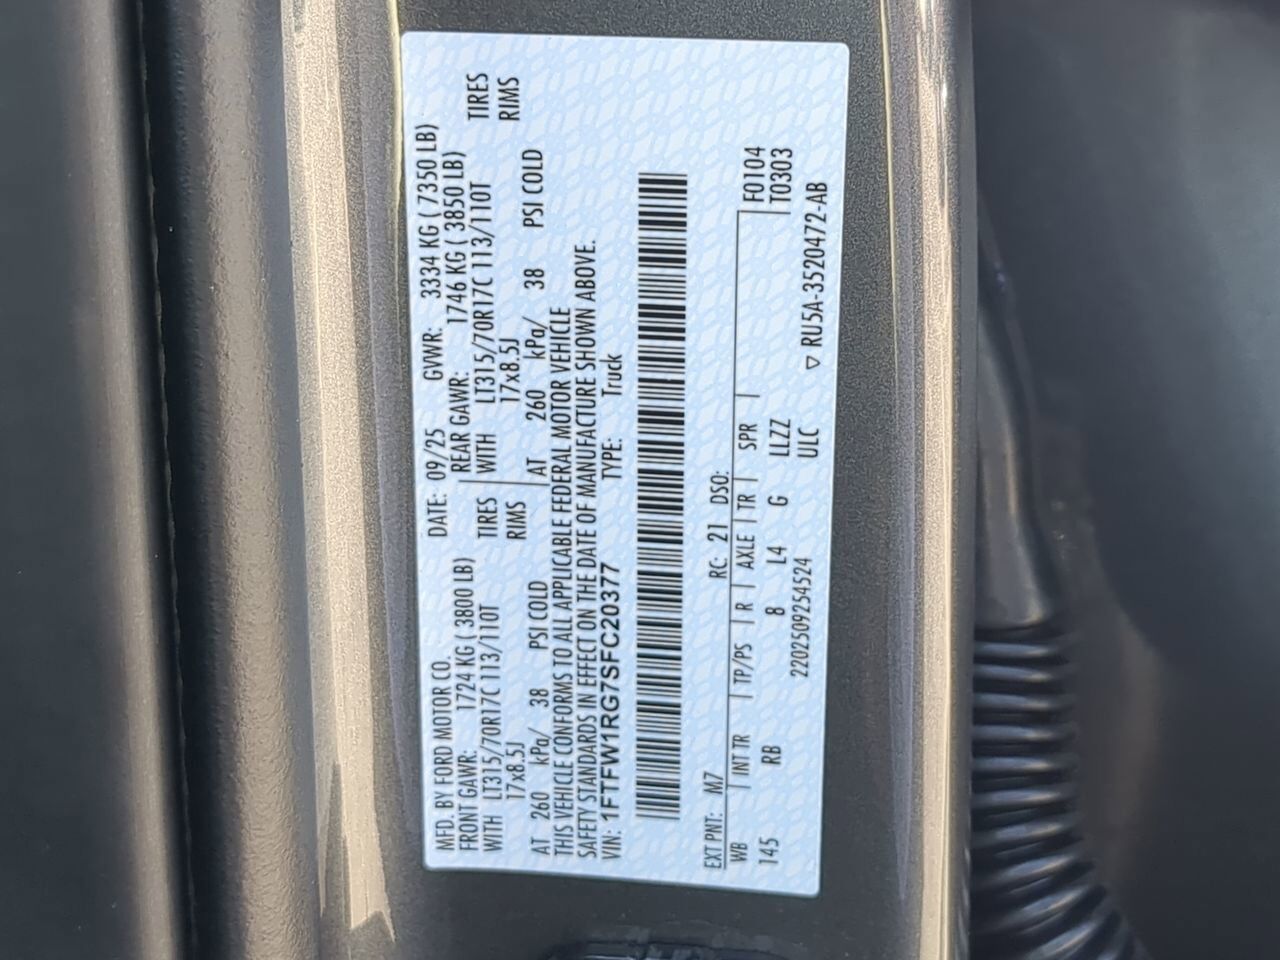 MFD. BY FORD MOTOR CO. DATE: 09/25 GVWR: 3334 KG ( 7350 LB)
FRONT GAWR: 1724 KG ( 3800 LB) REAR GAWR: 1746 KG ( 3850 LB)
WITH LT315/70R17C 113/110T TIRES WITH LT315/70R17C 113/110T TIRES
17x8.5J RIMS 17x8.5J RIMS
AT 260 kPa/ 38 PSI COLD AT 260 kPa/ 38 PSI COLD
THIS VEHICLE CONFORMS TO ALL APPLICABLE FEDERAL MOTOR VEHICLE
SAFETY STANDARDS IN EFFECT ON THE DATE OF MANUFACTURE SHOWN ABOVE.
VIN: 1FTFW1RG7SFC20377 TYPE: Truck
EXT PNT: M7 RC: 21 DSO:
WB INT TR TP/PS R AXLE TR SPR F0104
145 RB 8 L4 G LLZZ T0303
2202509254524 ULC ▽ RU5A-3520472-AB